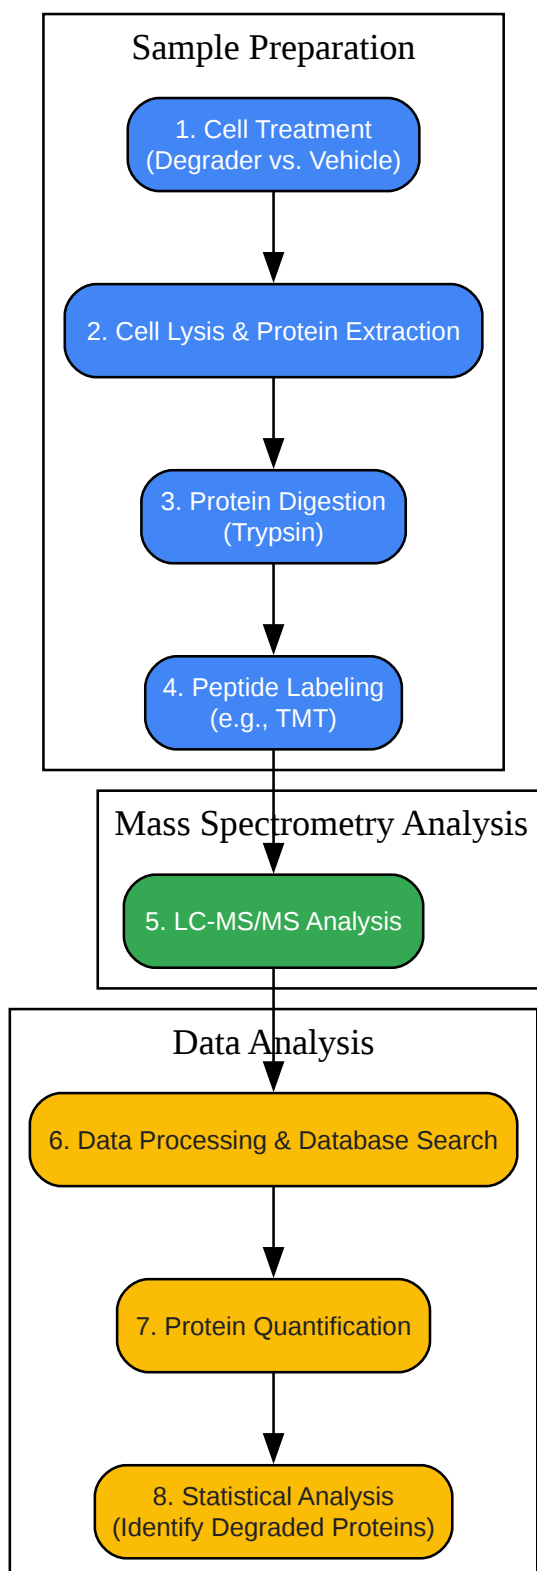 Sample Preparation
1. Cell Treatment
(Degrader vs. Vehicle)
2. Cell Lysis & Protein Extraction
3. Protein Digestion
(Trypsin)
4. Peptide Labeling
(e.g., TMT)
Mass Spectrometry Analysis
5. LC-MS/MS Analysis
Data Analysis
6. Data Processing & Database Search
7. Protein Quantification
8. Statistical Analysis
(Identify Degraded Proteins)